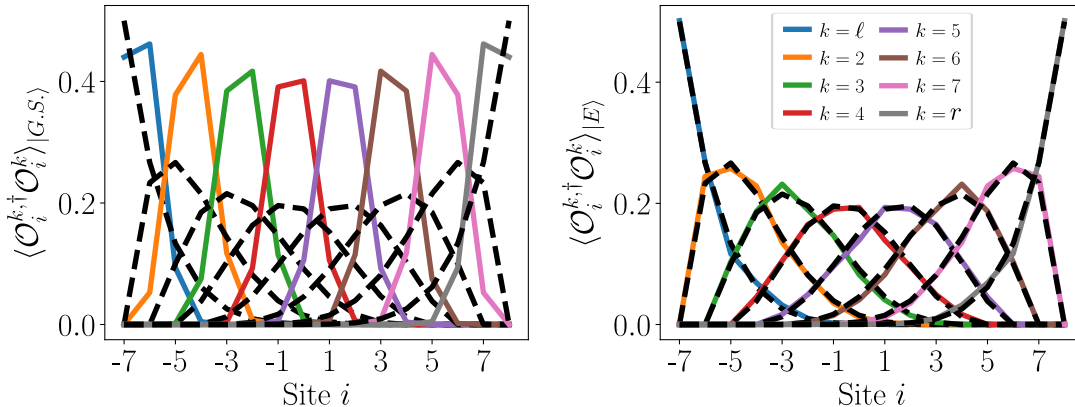 ⟨𝒪_i^{k,†} 𝒪_i^k⟩_{|G.S.⟩}
0.4
0.2
0.0
-7 -5 -3 -1 1 3 5 7
Site i
⟨𝒪_i^{k,†} 𝒪_i^k⟩_{|E⟩}
0.4
0.2
0.0
k = ℓ
k = 2
k = 3
k = 4
k = 5
k = 6
k = 7
k = r
-7 -5 -3 -1 1 3 5 7
Site i